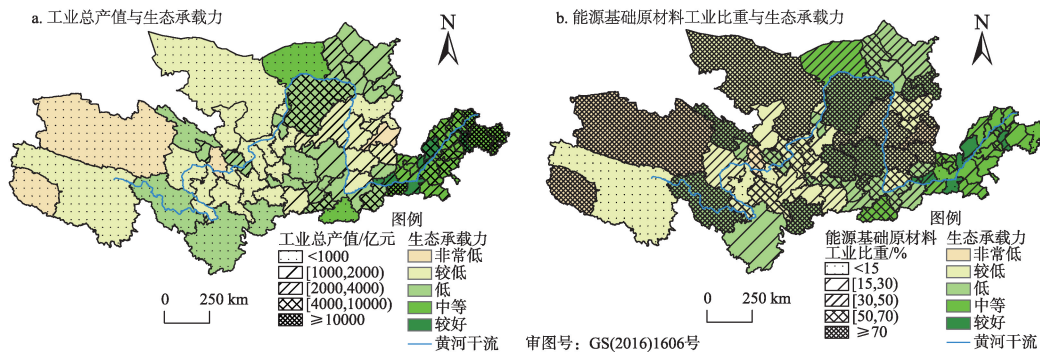 a. 工业总产值与生态承载力
N
图例
工业总产值/亿元
<1000
[1000,2000)
[2000,4000)
[4000,10000)
≥10000
生态承载力
非常低
较低
低
中等
较好
黄河干流
0 250 km
b. 能源基础原材料工业比重与生态承载力
N
图例
能源基础原材料
工业比重/%
<15
[15,30)
[30,50)
[50,70)
≥70
生态承载力
非常低
较低
低
中等
较好
黄河干流
0 250 km
审图号：GS(2016)1606号